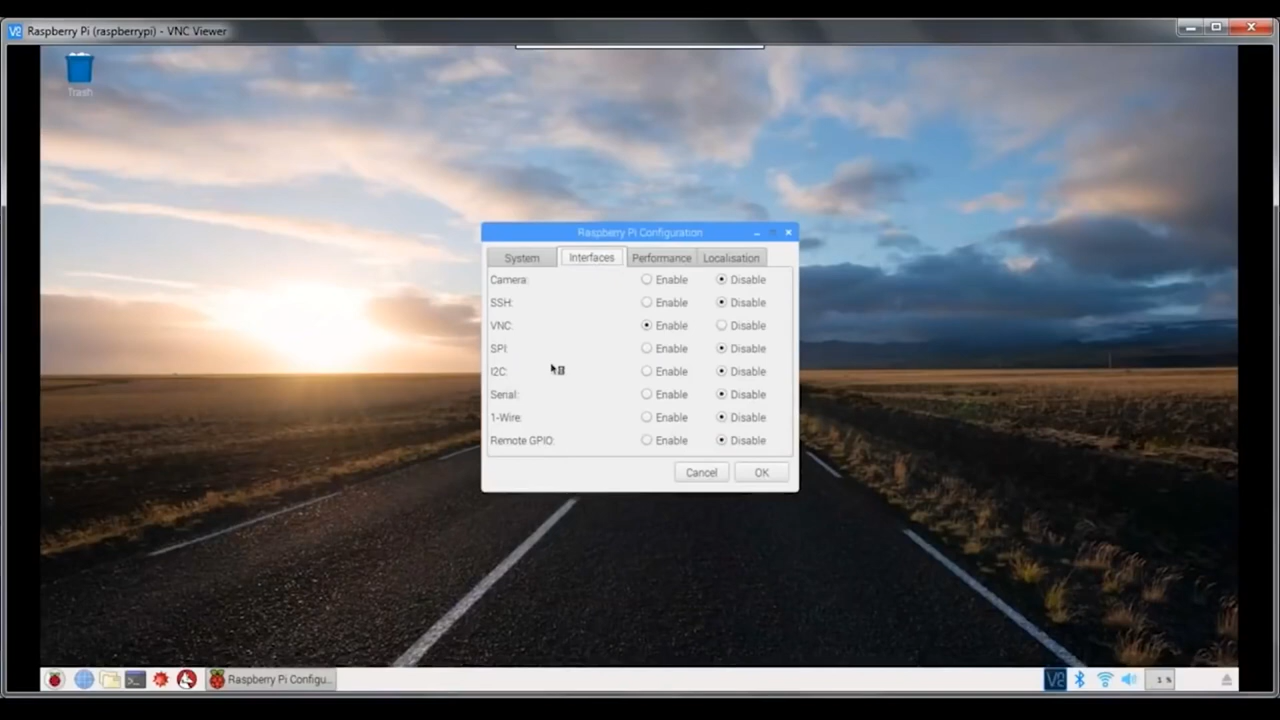 Raspberry Pi (raspberrypi) - VNC Viewer
Trash
Raspberry Pi Configuration
System Interfaces Performance Localisation
Camera: Enable Disable
SSH: Enable Disable
VNC: Enable Disable
SPI: Enable Disable
I2C: Enable Disable
Serial: Enable Disable
1-Wire: Enable Disable
Remote GPIO: Enable Disable
Cancel OK
Raspberry Pi Configu... 1 %